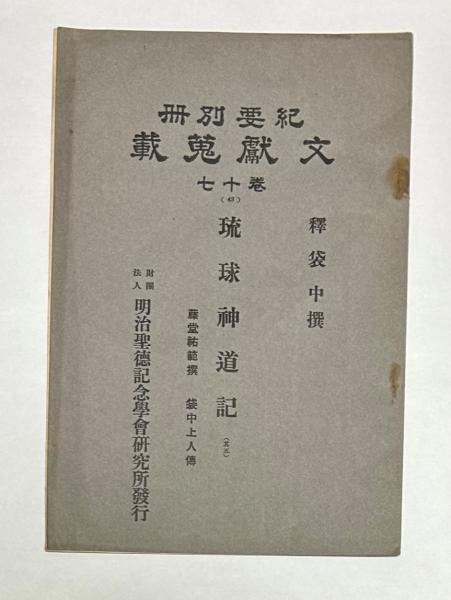 紀要別冊
文獻蒐載
卷十七
釋袋中撰
琉球神道記（其三）
藤堂祐範撰 袋中上人傳
財團法人 明治聖德記念學會研究所發行